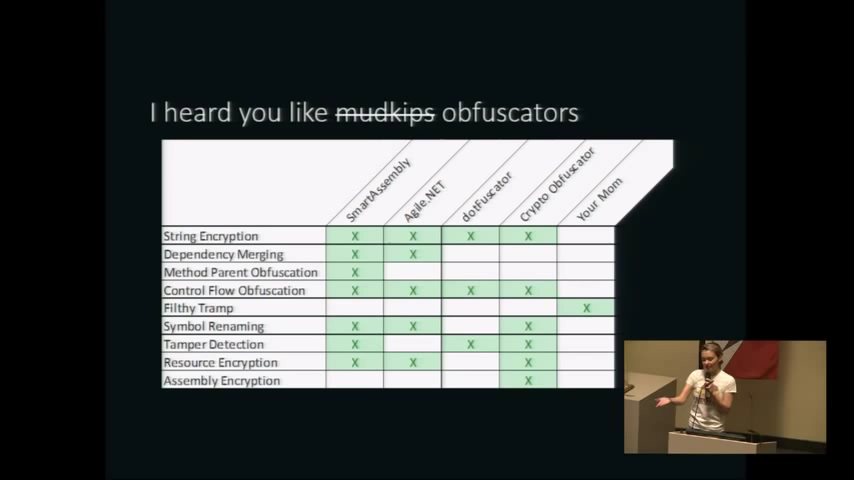 I heard you like mudkips obfuscators
SmartAssembly
Agile.NET
dotFuscator
Crypto Obfuscator
Your Mom
String Encryption X X X X
Dependency Merging X X
Method Parent Obfuscation X
Control Flow Obfuscation X X X X
Filthy Tramp X
Symbol Renaming X X X
Tamper Detection X X X
Resource Encryption X X X
Assembly Encryption X